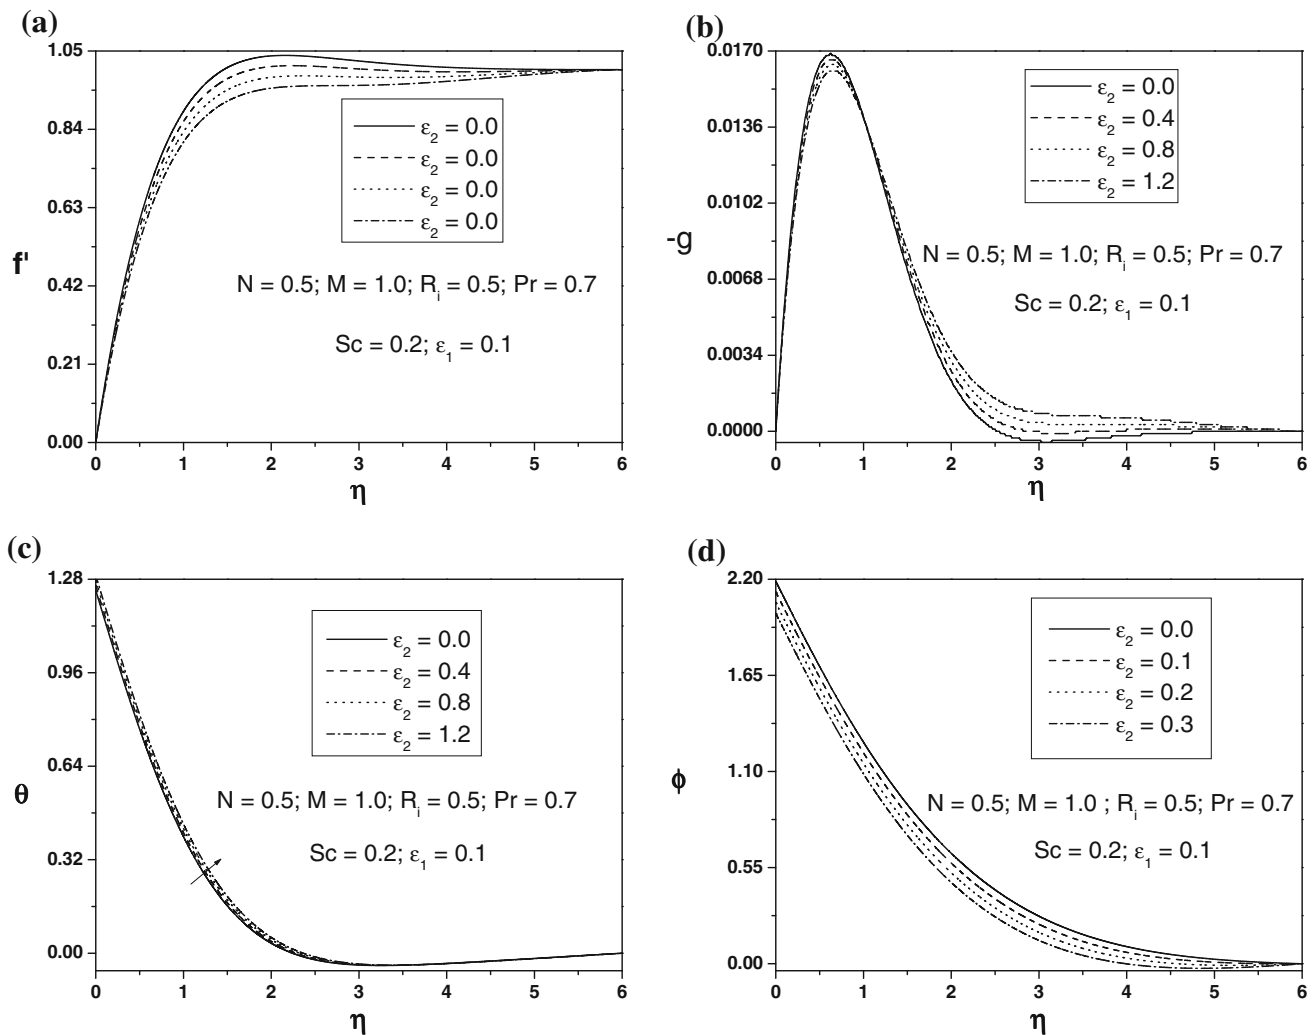 (a)
1.05
0.84
0.63
0.42
0.21
0.00
f'
ε₂ = 0.0
ε₂ = 0.0
ε₂ = 0.0
ε₂ = 0.0
N = 0.5; M = 1.0; Rᵢ = 0.5; Pr = 0.7
Sc = 0.2; ε₁ = 0.1
0 1 2 3 4 5 6
η
(b)
0.0170
0.0136
0.0102
0.0068
0.0034
0.0000
-g
ε₂ = 0.0
ε₂ = 0.4
ε₂ = 0.8
ε₂ = 1.2
N = 0.5; M = 1.0; Rᵢ = 0.5; Pr = 0.7
Sc = 0.2; ε₁ = 0.1
0 1 2 3 4 5 6
η
(c)
1.28
0.96
0.64
0.32
0.00
θ
ε₂ = 0.0
ε₂ = 0.4
ε₂ = 0.8
ε₂ = 1.2
N = 0.5; M = 1.0; Rᵢ = 0.5; Pr = 0.7
Sc = 0.2; ε₁ = 0.1
0 1 2 3 4 5 6
η
(d)
2.20
1.65
1.10
0.55
0.00
ϕ
ε₂ = 0.0
ε₂ = 0.1
ε₂ = 0.2
ε₂ = 0.3
N = 0.5; M = 1.0 ; Rᵢ = 0.5; Pr = 0.7
Sc = 0.2; ε₁ = 0.1
0 1 2 3 4 5 6
η